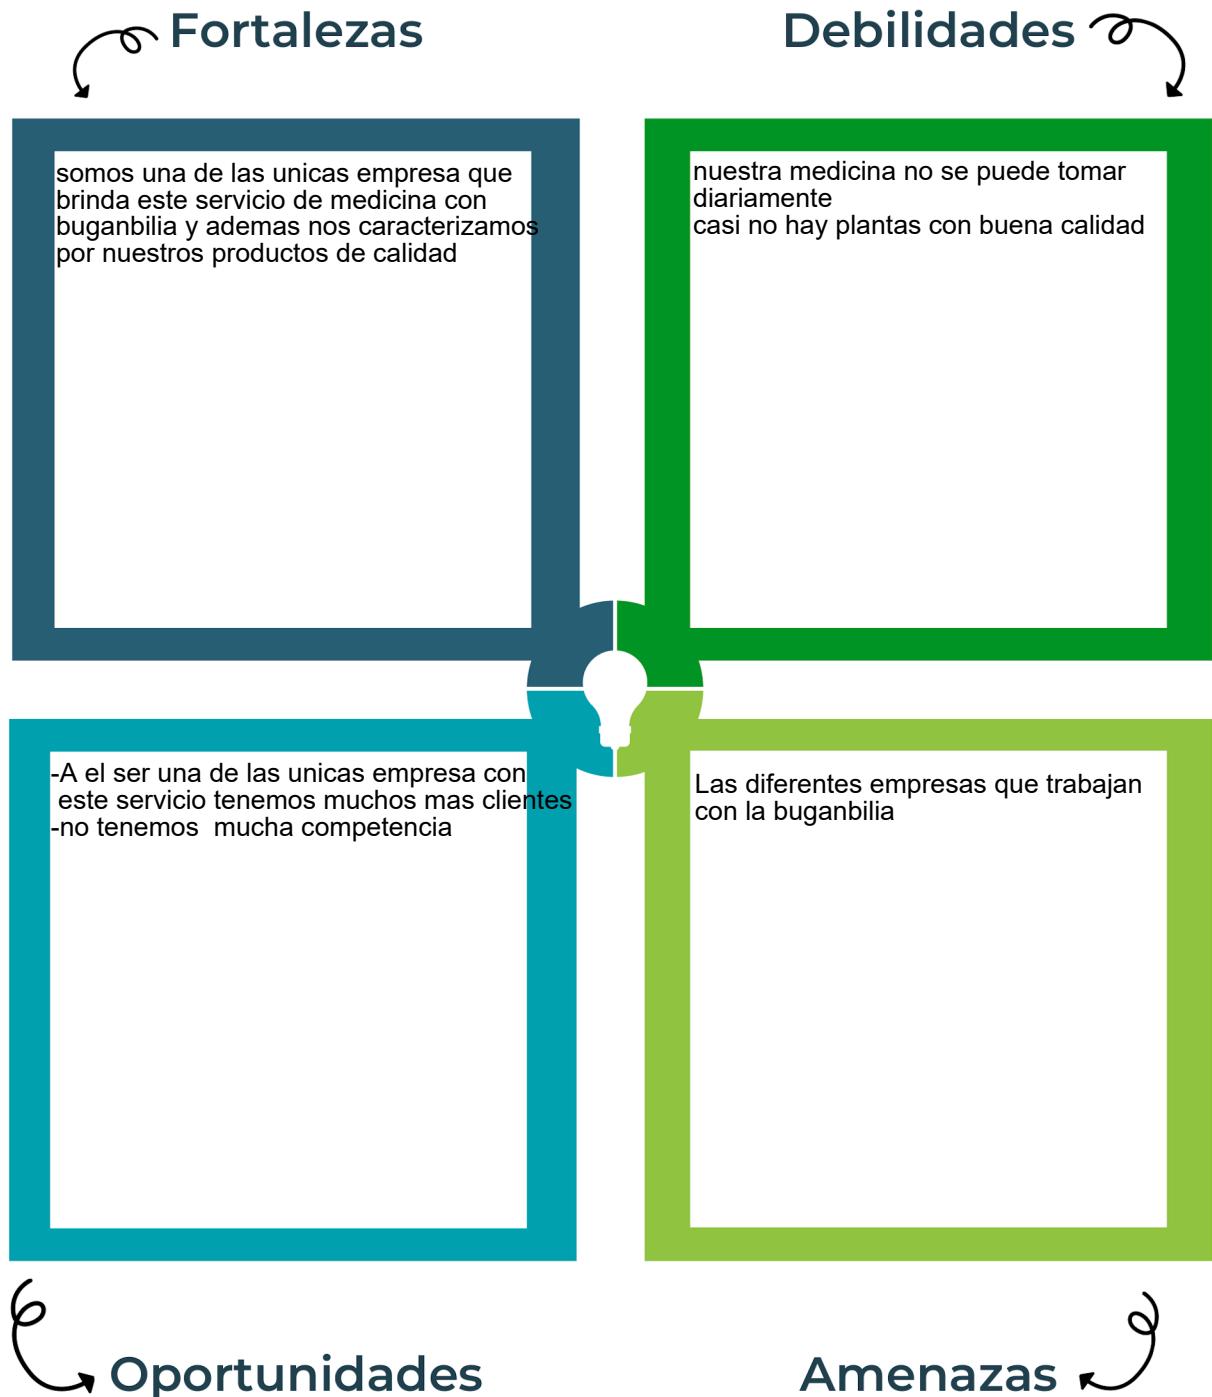 Fortalezas
Debilidades
somos una de las unicas empresa que
brinda este servicio de medicina con
buganbilia y ademas nos caracterizamos
por nuestros productos de calidad
nuestra medicina no se puede tomar
diariamente
casi no hay plantas con buena calidad
-A el ser una de las unicas empresa con
este servicio tenemos muchos mas clientes
-no tenemos  mucha competencia
Las diferentes empresas que trabajan
con la buganbilia
Oportunidades
Amenazas